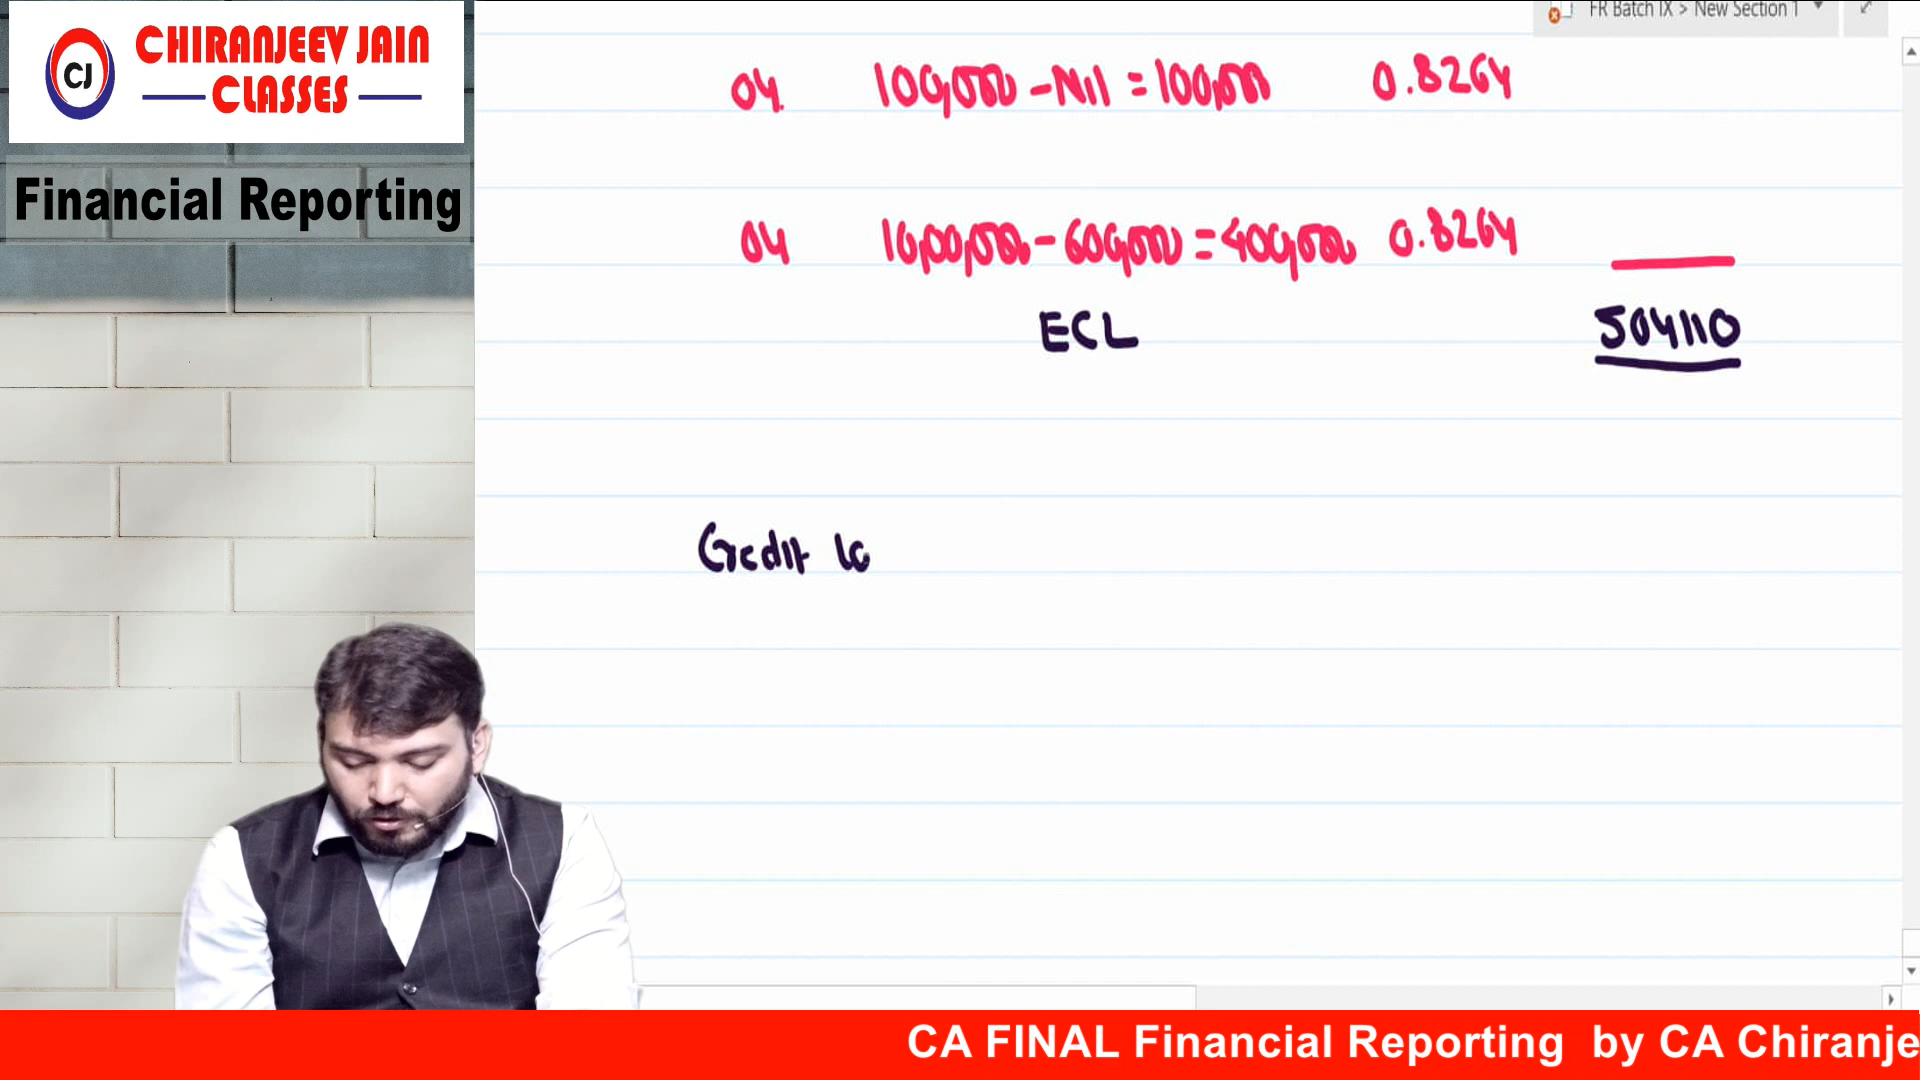 CHIRANJEEV JAIN
CJ
CLASSES
Financial Reporting
FR Batch IX > New Section 1
04 100,000 - Nil = 100,000 0.8264
04 10,00,000 - 600,000 = 400,000 0.8264
ECL 504110
Credit lo
CA FINAL Financial Reporting by CA Chiranje